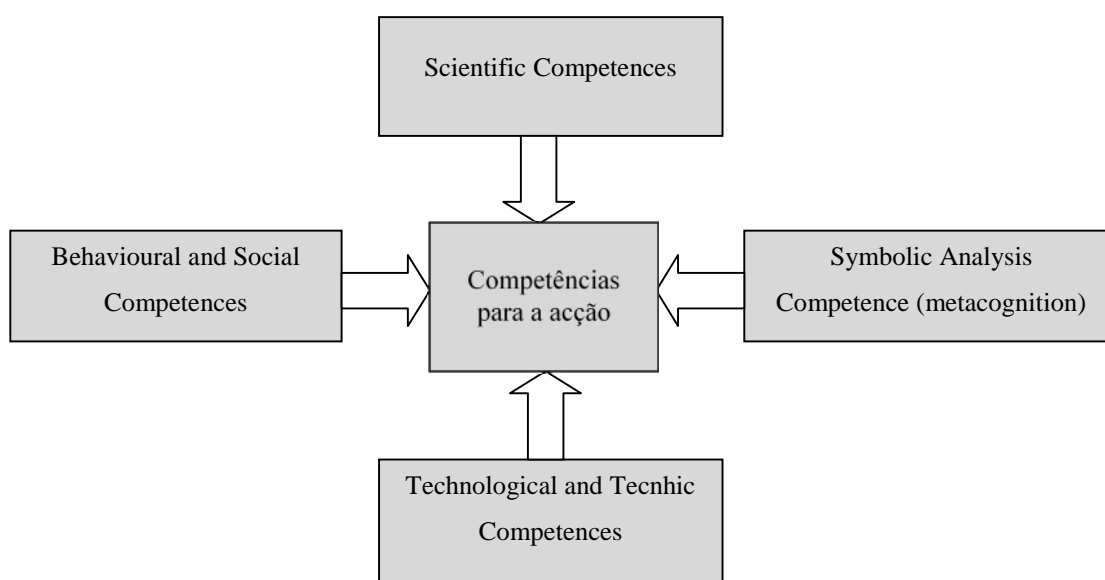 Scientific Competences
Behavioural and Social
Competences
Competências
para a acção
Symbolic Analysis
Competence (metacognition)
Technological and Tecnhic
Competences